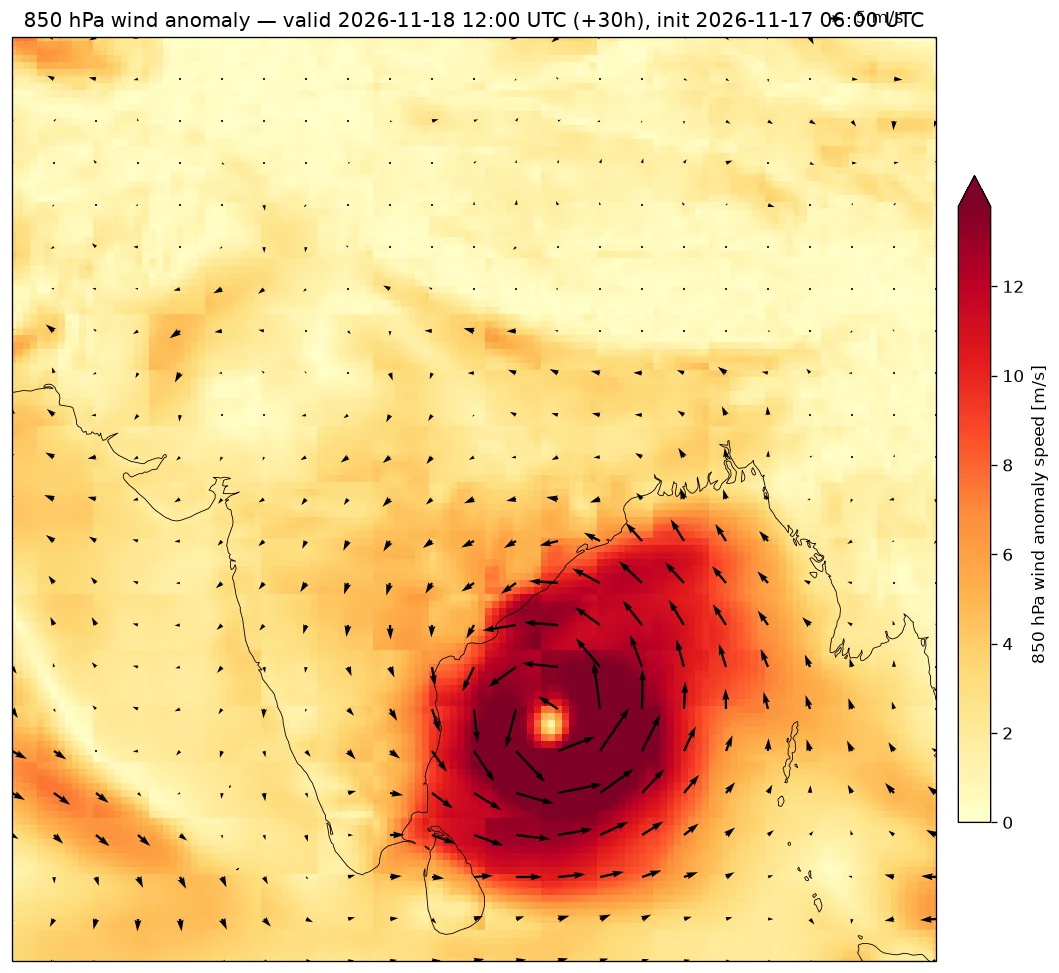 850 hPa wind anomaly — valid 2026-11-18 12:00 UTC (+30h), init 2026-11-17 06:00 UTC
5 m/s
12
10
8
6
4
2
0
850 hPa wind anomaly speed [m/s]